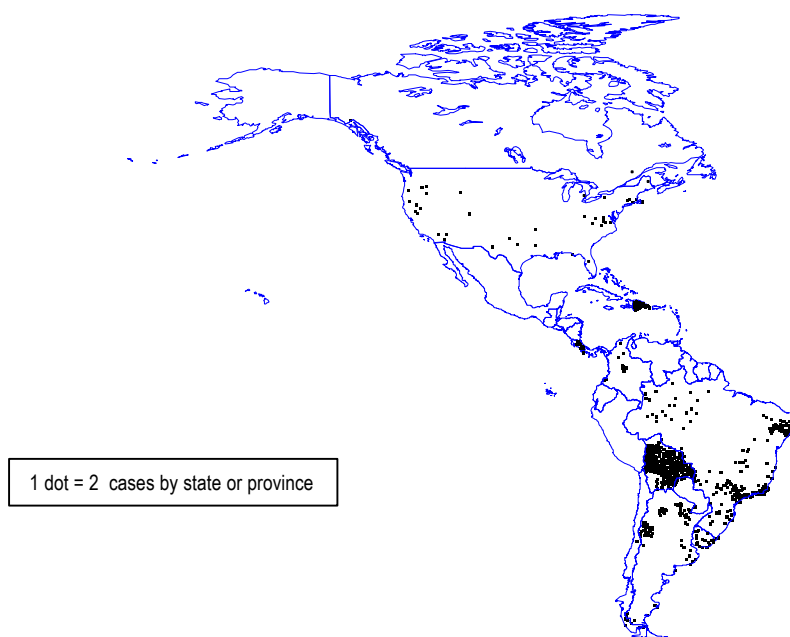 1 dot = 2 cases by state or province